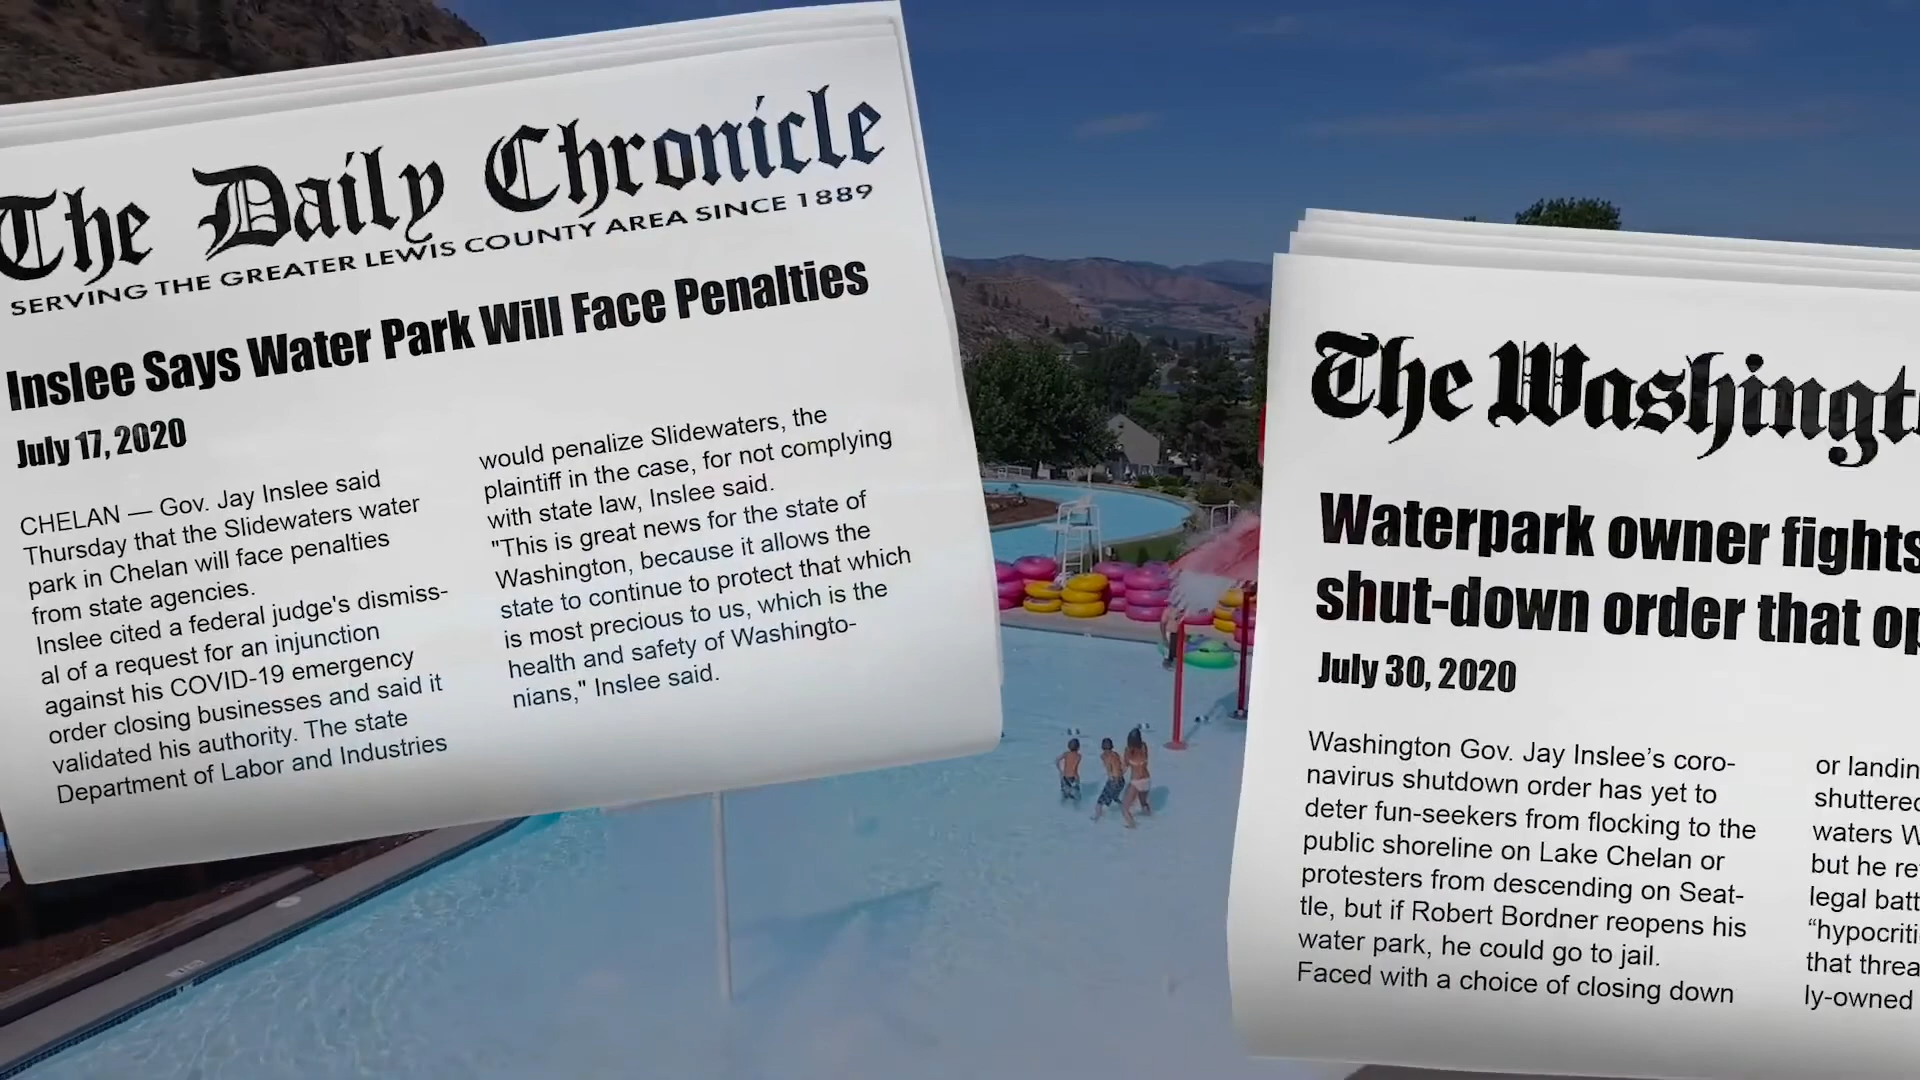 The Daily Chronicle
SERVING THE GREATER LEWIS COUNTY AREA SINCE 1889
Inslee Says Water Park Will Face Penalties
July 17, 2020
CHELAN — Gov. Jay Inslee said
Thursday that the Slidewaters water
park in Chelan will face penalties
from state agencies.
Inslee cited a federal judge's dismiss-
al of a request for an injunction
against his COVID-19 emergency
order closing businesses and said it
validated his authority. The state
Department of Labor and Industries
would penalize Slidewaters, the
plaintiff in the case, for not complying
with state law, Inslee said.
"This is great news for the state of
Washington, because it allows the
state to continue to protect that which
is most precious to us, which is the
health and safety of Washingto-
nians," Inslee said.
The Washingt
Waterpark owner fights
shut-down order that op
July 30, 2020
Washington Gov. Jay Inslee’s coro-
navirus shutdown order has yet to
deter fun-seekers from flocking to the
public shoreline on Lake Chelan or
protesters from descending on Seat-
tle, but if Robert Bordner reopens his
water park, he could go to jail.
Faced with a choice of closing down
or landin
shuttered
waters W
but he re
legal batt
“hypocriti
that threa
ly-owned